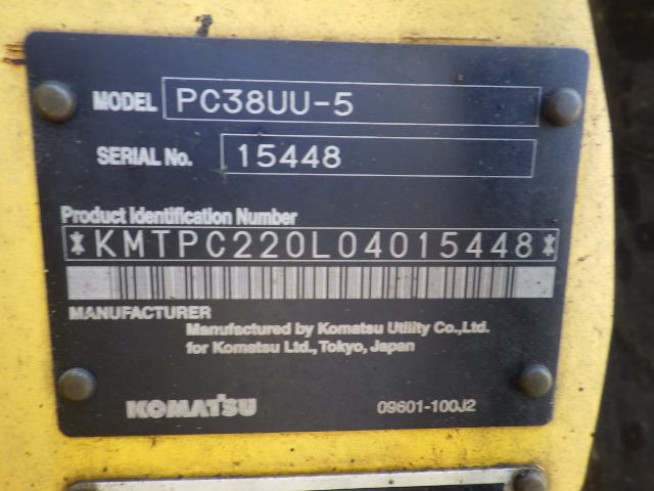 MODEL PC38UU-5
SERIAL No. 15448
Product Identification Number
*KMTPC220L04015448*
MANUFACTURER
Manufactured by Komatsu Utility Co.,Ltd.
for Komatsu Ltd., Tokyo, Japan
KOMATSU 09601-100J2